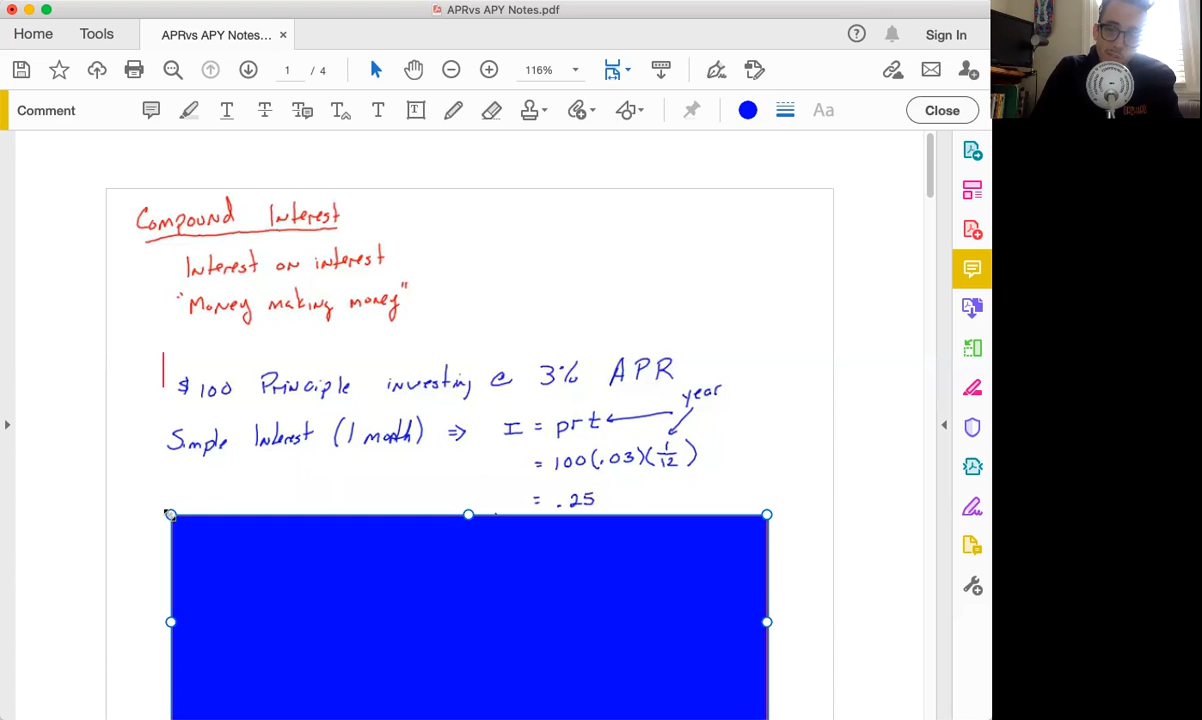 APRvs APY Notes.pdf
Home Tools APRvs APY Notes... × Sign In
1 / 4 116%
Comment Aa Close
Compound Interest
Interest on interest
"Money making money"
$100 Principle investing @ 3% APR
year
Simple Interest (1 month) ⇒ I = prt
= 100(.03)(1/12)
= .25